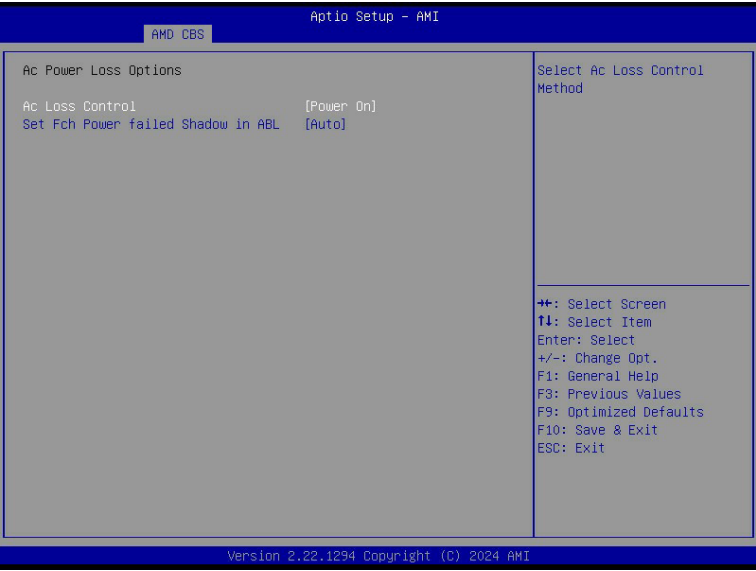 Aptio Setup – AMI
AMD CBS
Ac Power Loss Options
Ac Loss Control [Power On]
Set Fch Power failed Shadow in ABL [Auto]
Select Ac Loss Control
Method
→←: Select Screen
↑↓: Select Item
Enter: Select
+/-: Change Opt.
F1: General Help
F3: Previous Values
F9: Optimized Defaults
F10: Save & Exit
ESC: Exit
Version 2.22.1294 Copyright (C) 2024 AMI